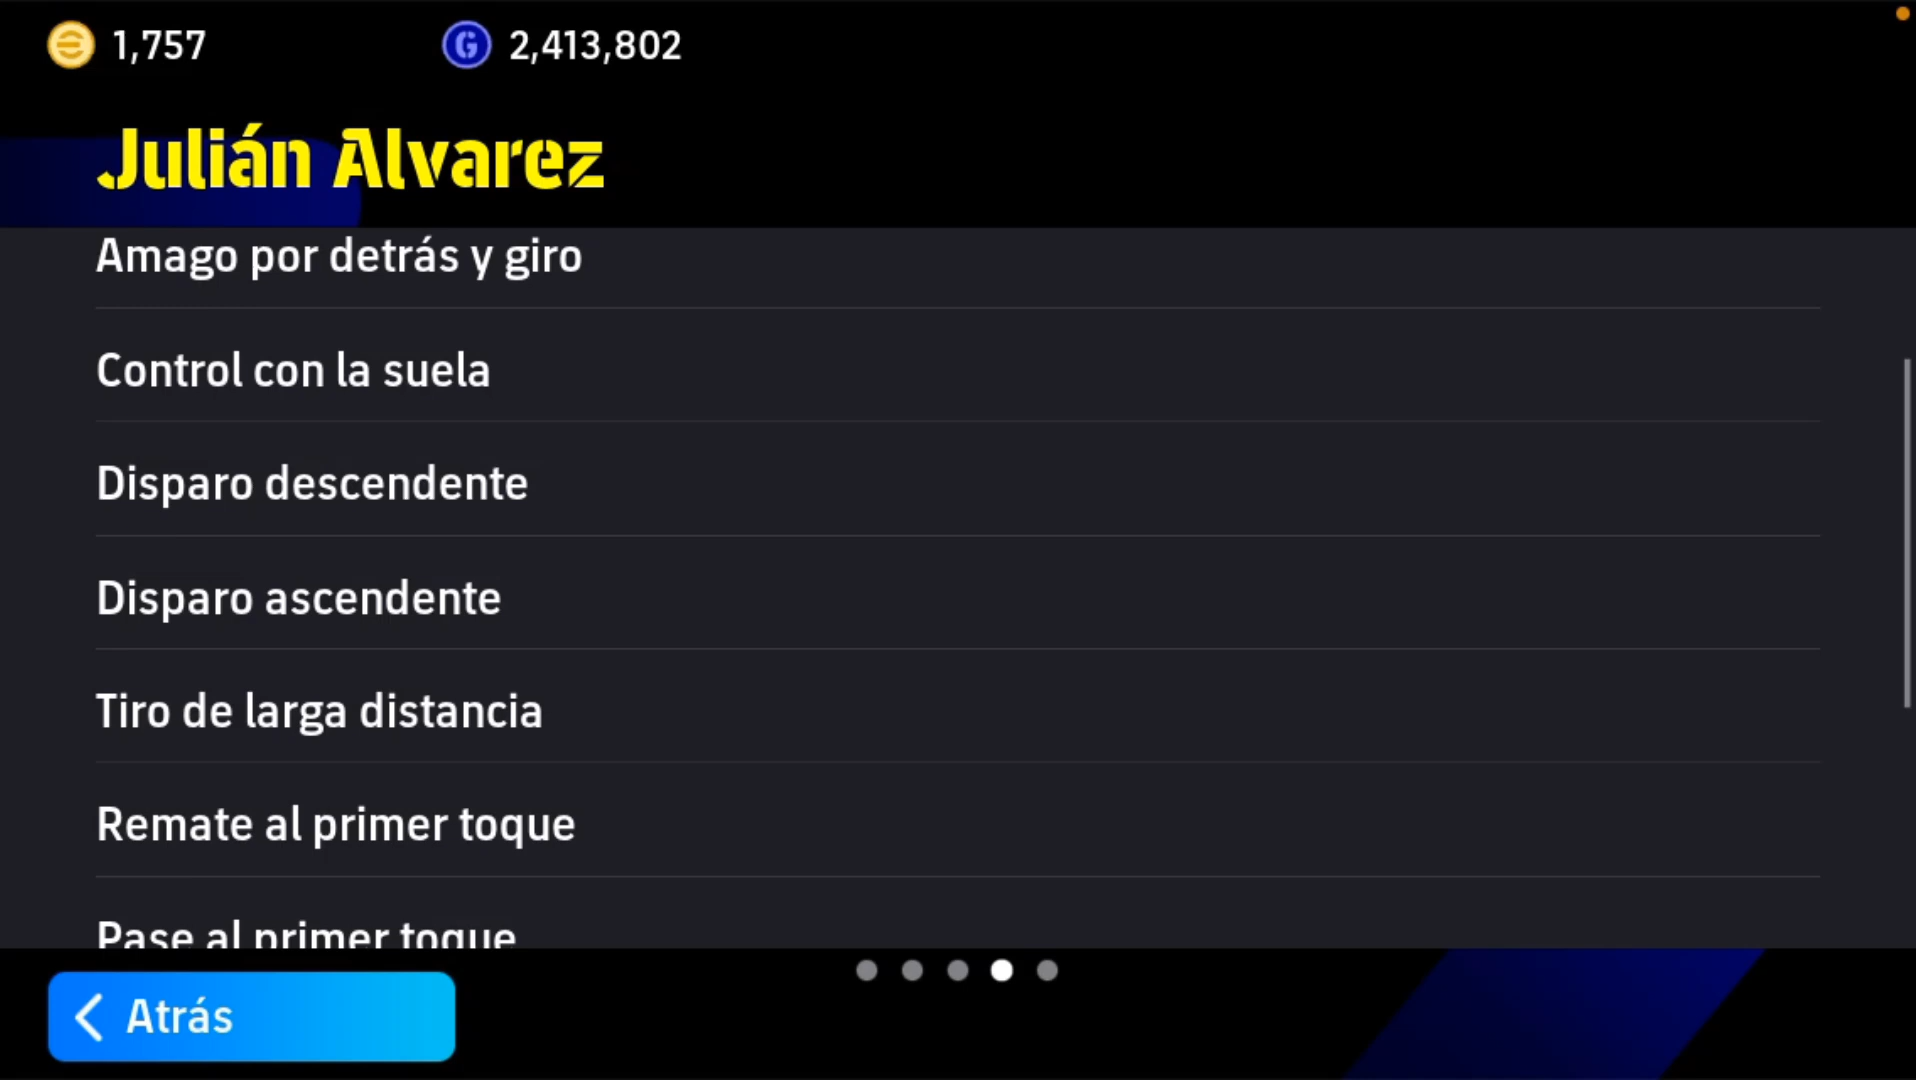 1,757
2,413,802
Julián Alvarez
Amago por detrás y giro
Control con la suela
Disparo descendente
Disparo ascendente
Tiro de larga distancia
Remate al primer toque
Pase al primer toque
Atrás